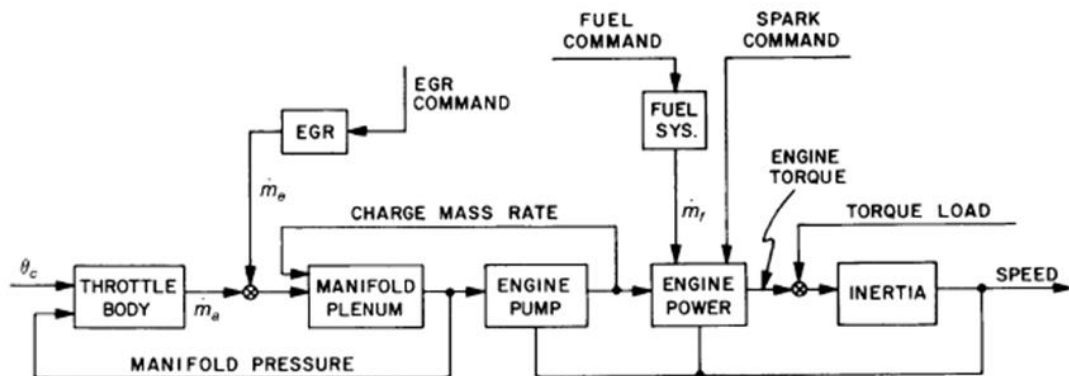 FUEL
COMMAND
SPARK
COMMAND
EGR
COMMAND
EGR
FUEL
SYS.
ENGINE
TORQUE
ṁe
ṁf
CHARGE MASS RATE
TORQUE LOAD
θc
THROTTLE
BODY
ṁa
MANIFOLD
PLENUM
ENGINE
PUMP
ENGINE
POWER
INERTIA
SPEED
MANIFOLD PRESSURE